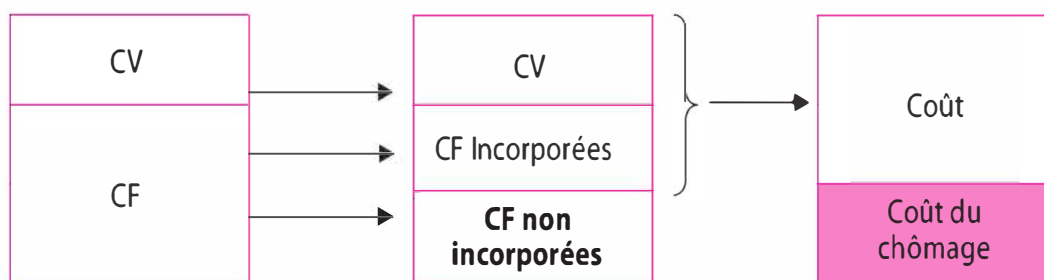 CV
CF
CV
CF Incorporées
CF non
incorporées
Coût
Coût du
chômage